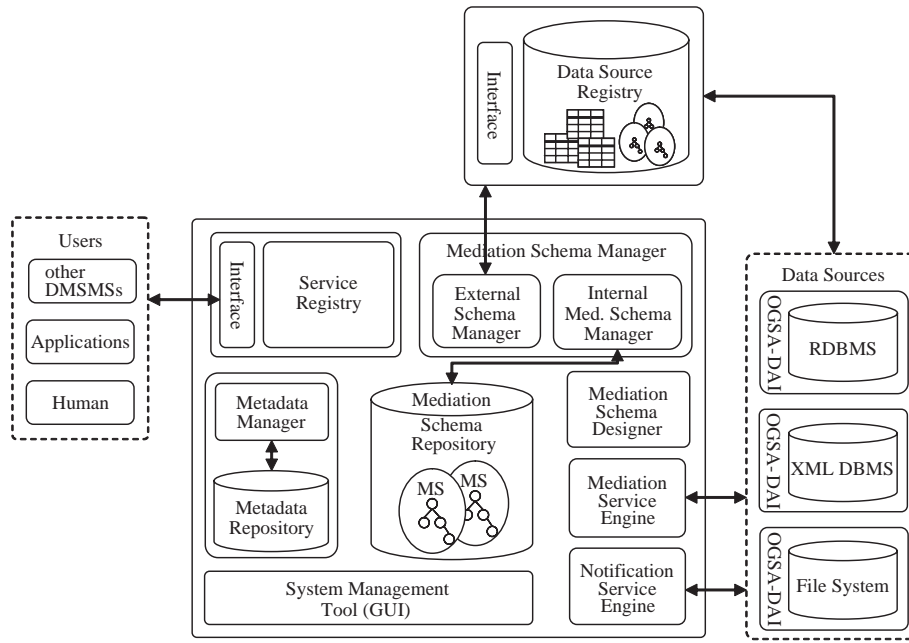 Interface
Data Source
Registry
Users
other
DMSMSs
Applications
Human
Interface
Service
Registry
Mediation Schema Manager
External
Schema
Manager
Internal
Med. Schema
Manager
Metadata
Manager
Metadata
Repository
Mediation
Schema
Repository
MS
MS
Mediation
Schema
Designer
Mediation
Service
Engine
Notification
Service
Engine
System Management
Tool (GUI)
Data Sources
OGSA-DAI
RDBMS
OGSA-DAI
XML DBMS
OGSA-DAI
File System